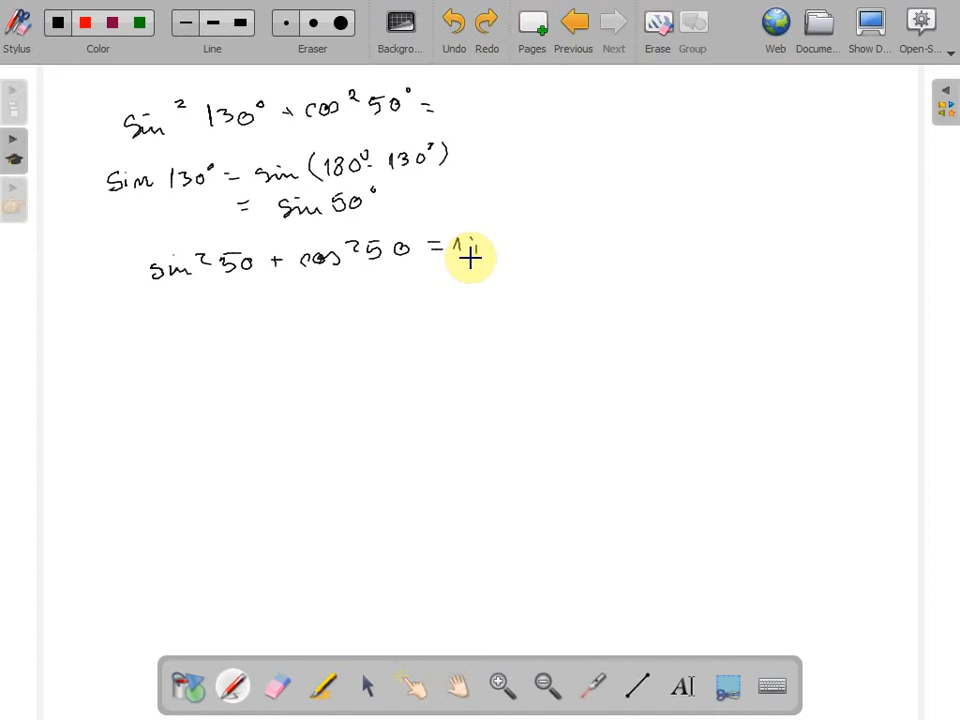 Stylus Color Line Eraser Backgro... Undo Redo Pages Previous Next Erase Group Web Docume... Show D... Open-S...
sin² 130° + cos² 50° =
sin 130° = sin (180° - 130°)
= sin 50°
sin² 50 + cos² 50 = 1